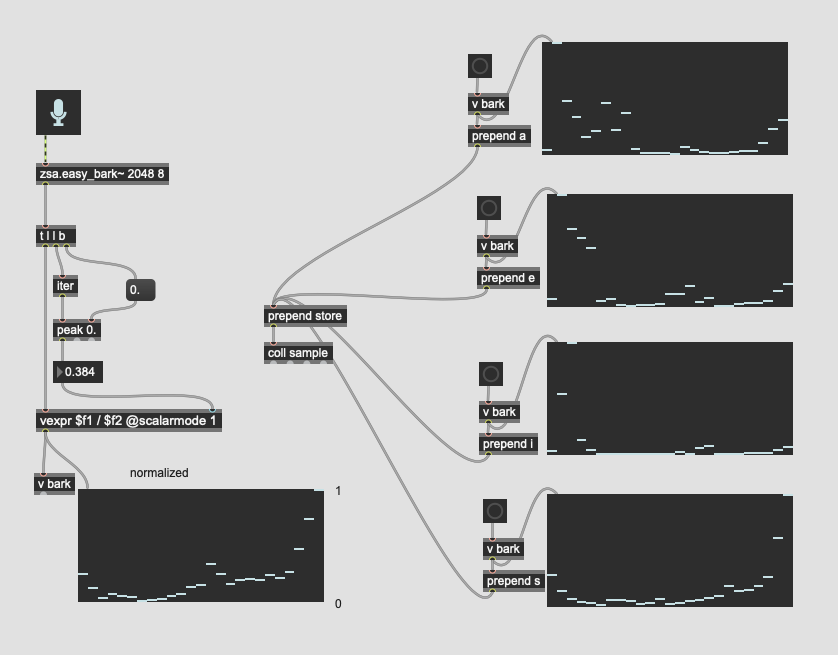 zsa.easy_bark~ 2048 8
t l l b
iter
0.
peak 0.
0.384
vexpr $f1 / $f2 @scalarmode 1
v bark
normalized
1
0
prepend store
coll sample
v bark
prepend a
v bark
prepend e
v bark
prepend i
v bark
prepend s